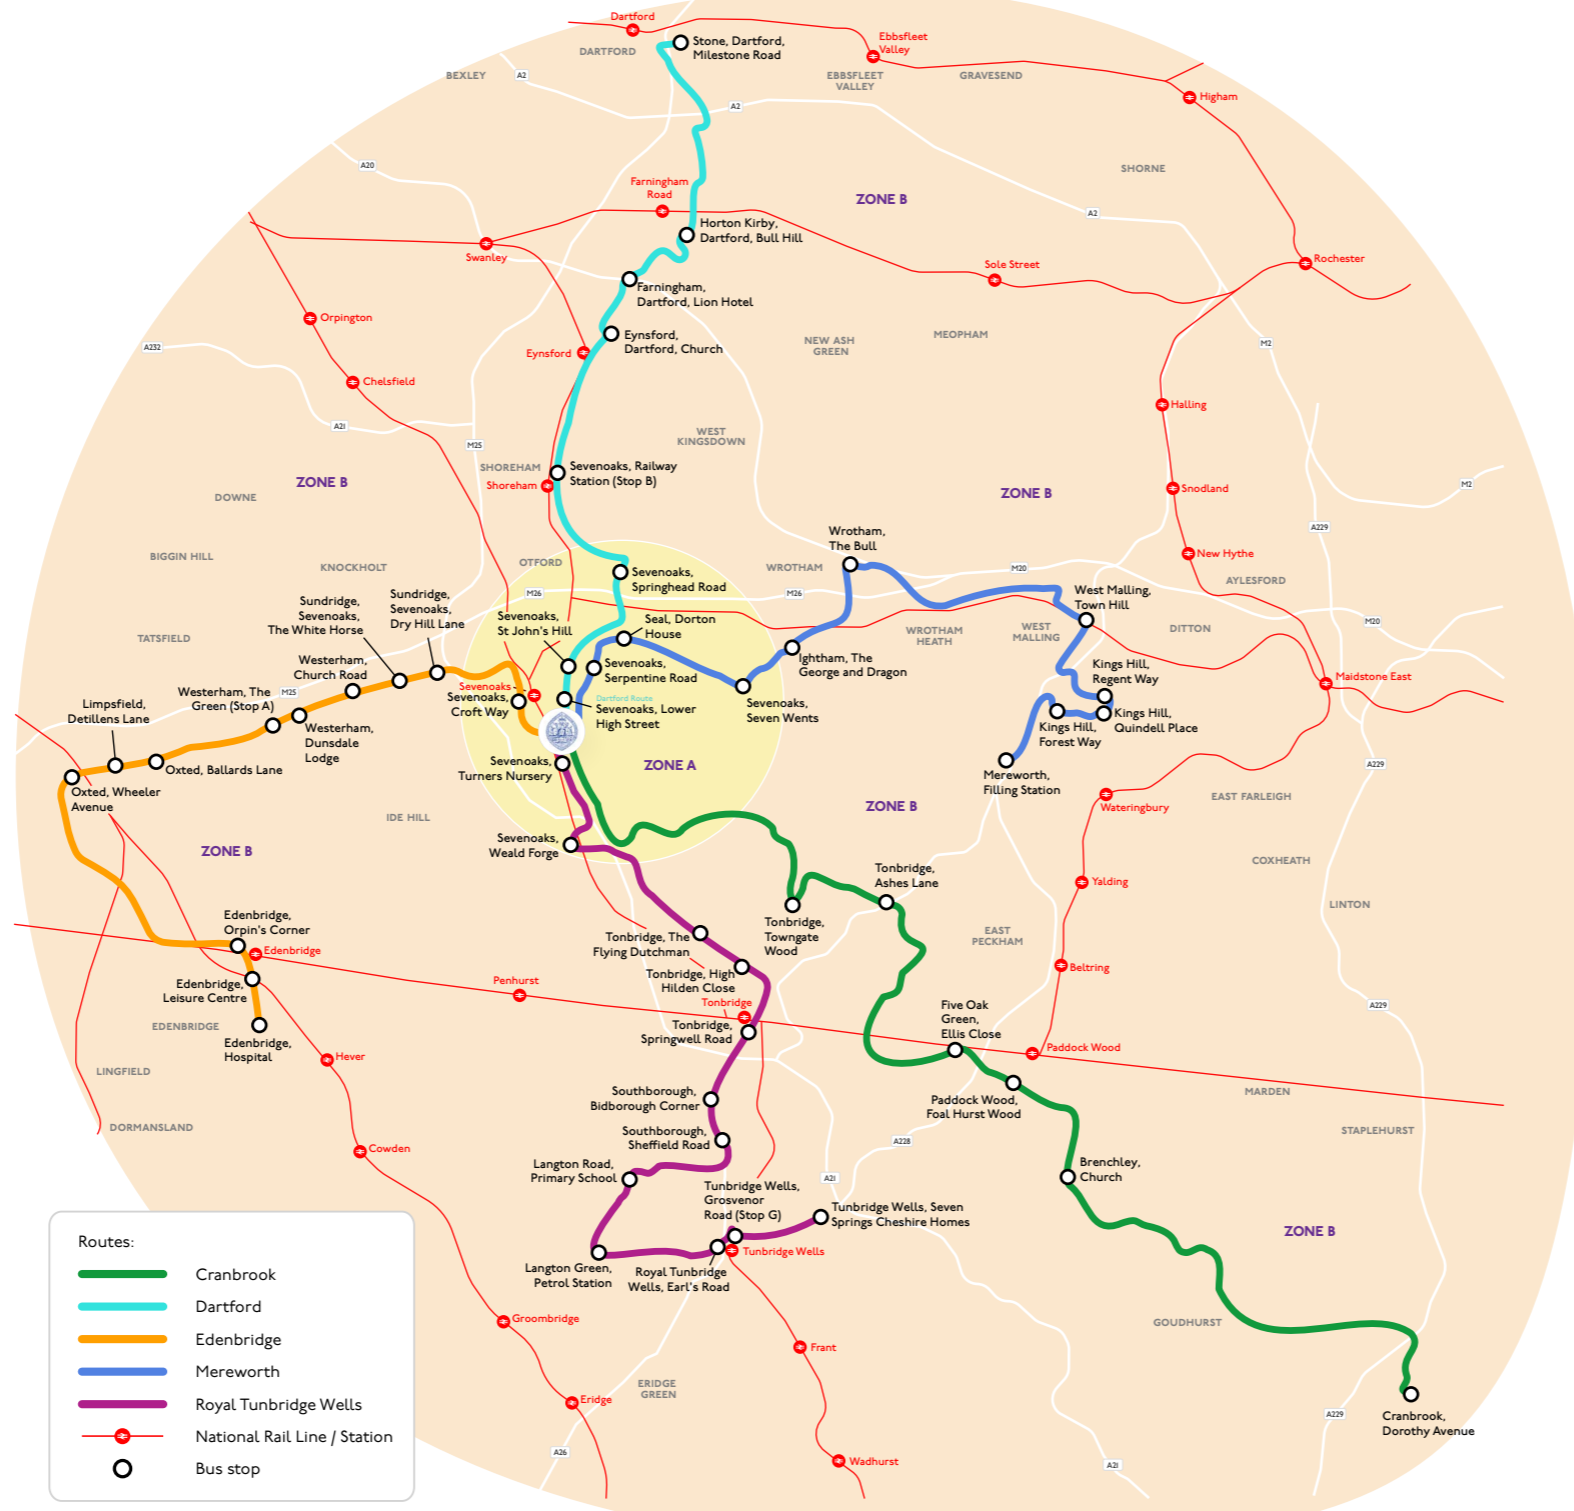 Dartford
Stone, Dartford,
Milestone Road
Ebbsfleet
Valley
DARTFORD
BEXLEY
A2
EBBSFLEET
VALLEY
GRAVESEND
Higham
A2
A20
SHORNE
Farningham
Road
ZONE B
A2
Horton Kirby,
Dartford, Bull Hill
Swanley
Sole Street
Rochester
Farningham,
Dartford, Lion Hotel
Orpington
Eynsford,
Dartford, Church
Eynsford
NEW ASH
GREEN
MEOPHAM
M2
A232
Chelsfield
Halling
A21
M25
WEST
KINGSDOWN
SHOREHAM
Sevenoaks, Railway
Station (Stop B)
Shoreham
ZONE B
DOWNE
ZONE B
Snodland
M2
A229
Wrotham,
The Bull
New Hythe
BIGGIN HILL
KNOCKHOLT
OTFORD
Sevenoaks,
Springhead Road
WROTHAM
M20
AYLESFORD
M26
M26
Sundridge,
Sevenoaks,
The White Horse
Sundridge,
Sevenoaks,
Dry Hill Lane
Sevenoaks,
St John's Hill
Seal, Dorton
House
West Malling,
Town Hill
M20
TATSFIELD
WROTHAM
HEATH
WEST
MALLING
DITTON
Westerham,
Church Road
Sevenoaks,
Serpentine Road
Ightham, The
George and Dragon
Kings Hill,
Regent Way
Maidstone East
Westerham, The
Green (Stop A)
M25
Sevenoaks
Sevenoaks,
Croft Way
Dartford Route
Sevenoaks, Lower
High Street
Sevenoaks,
Seven Wents
Limpsfield,
Detillens Lane
Westerham,
Dunsdale
Lodge
Kings Hill,
Forest Way
Kings Hill,
Quindell Place
Oxted, Ballards Lane
Sevenoaks,
Turners Nursery
ZONE A
Mereworth,
Filling Station
A229
Oxted, Wheeler
Avenue
IDE HILL
ZONE B
Wateringbury
EAST FARLEIGH
ZONE B
Sevenoaks,
Weald Forge
COXHEATH
Tonbridge,
Ashes Lane
Yalding
LINTON
Edenbridge,
Orpin's Corner
Tonbridge,
Towngate
Wood
EAST
PECKHAM
Edenbridge
Tonbridge, The
Flying Dutchman
Beltring
Edenbridge,
Leisure Centre
Penhurst
Tonbridge, High
Hilden Close
Tonbridge
A229
EDENBRIDGE
Edenbridge,
Hospital
Tonbridge,
Springwell Road
Five Oak
Green,
Ellis Close
Paddock Wood
Hever
LINGFIELD
Southborough,
Bidborough Corner
Paddock Wood,
Foal Hurst Wood
MARDEN
DORMANSLAND
Southborough,
Sheffield Road
A228
STAPLEHURST
Cowden
Langton Road,
Primary School
Brenchley,
Church
A21
Tunbridge Wells,
Grosvenor
Road (Stop G)
Tunbridge Wells, Seven
Springs Cheshire Homes
ZONE B
Tunbridge Wells
Langton Green,
Petrol Station
Royal Tunbridge
Wells, Earl's Road
Groombridge
GOUDHURST
Frant
ERIDGE
GREEN
Eridge
A229
Cranbrook,
Dorothy Avenue
A26
Wadhurst
A21
Routes:
Cranbrook
Dartford
Edenbridge
Mereworth
Royal Tunbridge Wells
National Rail Line / Station
Bus stop